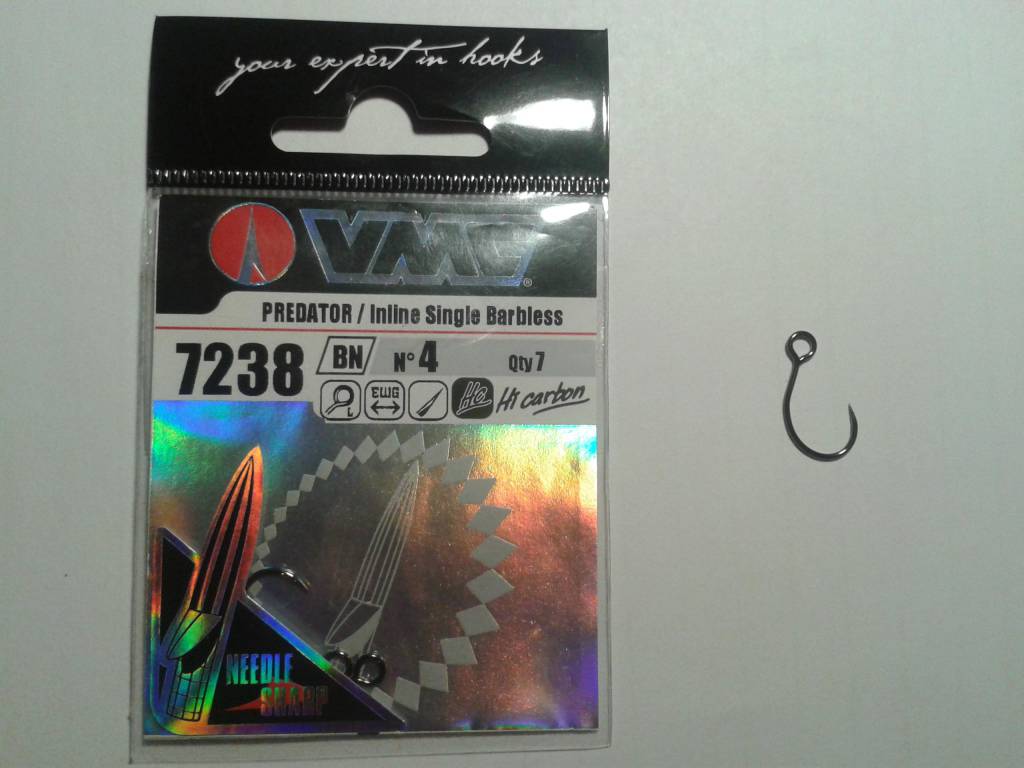 your expert in hooks
VMC®
PREDATOR / Inline Single Barbless
7238 BN N° 4 Qty 7
L EWG HC Hi carbon
NEEDLE
SHARP